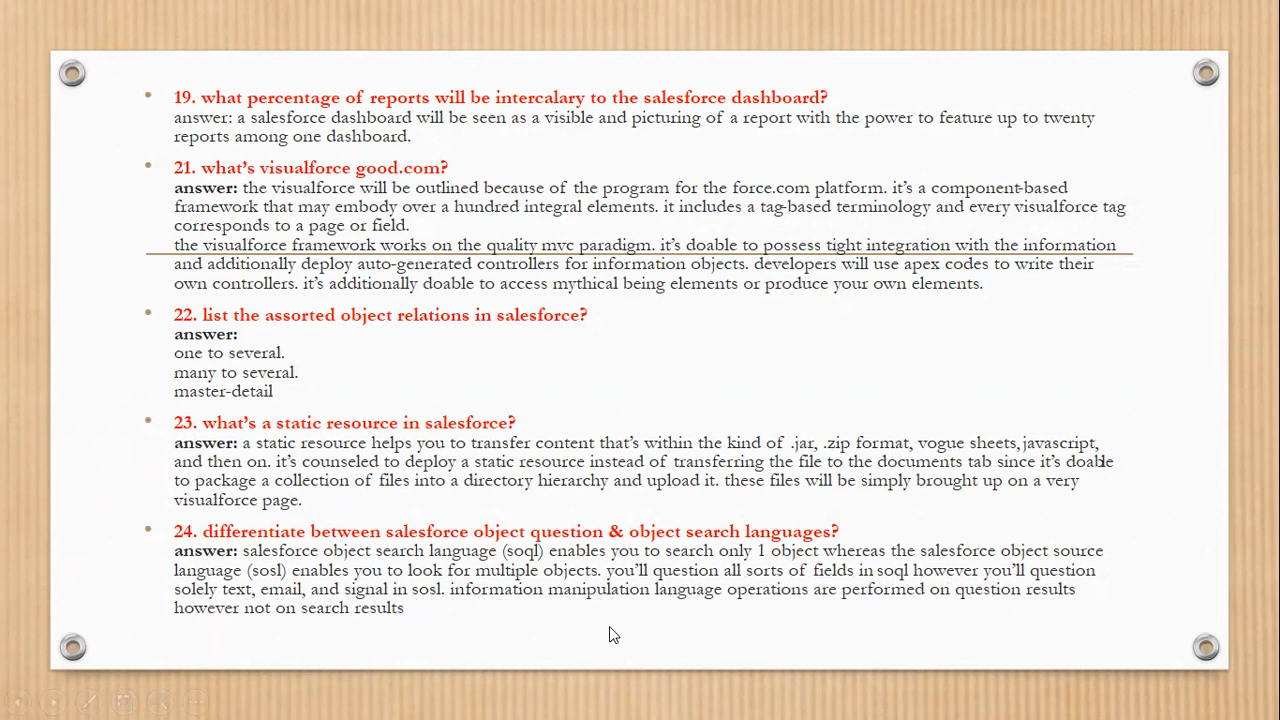 19. what percentage of reports will be intercalary to the salesforce dashboard?
answer: a salesforce dashboard will be seen as a visible and picturing of a report with the power to feature up to twenty
reports among one dashboard.
21. what's visualforce good.com?
answer: the visualforce will be outlined because of the program for the force.com platform. it's a component-based
framework that may embody over a hundred integral elements. it includes a tag-based terminology and every visualforce tag
corresponds to a page or field.
the visualforce framework works on the quality mvc paradigm. it's doable to possess tight integration with the information
and additionally deploy auto-generated controllers for information objects. developers will use apex codes to write their
own controllers. it's additionally doable to access mythical being elements or produce your own elements.
22. list the assorted object relations in salesforce?
answer:
one to several.
many to several.
master-detail
23. what's a static resource in salesforce?
answer: a static resource helps you to transfer content that's within the kind of .jar, .zip format, vogue sheets, javascript,
and then on. it's counseled to deploy a static resource instead of transferring the file to the documents tab since it's doable
to package a collection of files into a directory hierarchy and upload it. these files will be simply brought up on a very
visualforce page.
24. differentiate between salesforce object question & object search languages?
answer: salesforce object search language (soql) enables you to search only 1 object whereas the salesforce object source
language (sosl) enables you to look for multiple objects. you'll question all sorts of fields in soql however you'll question
solely text, email, and signal in sosl. information manipulation language operations are performed on question results
however not on search results